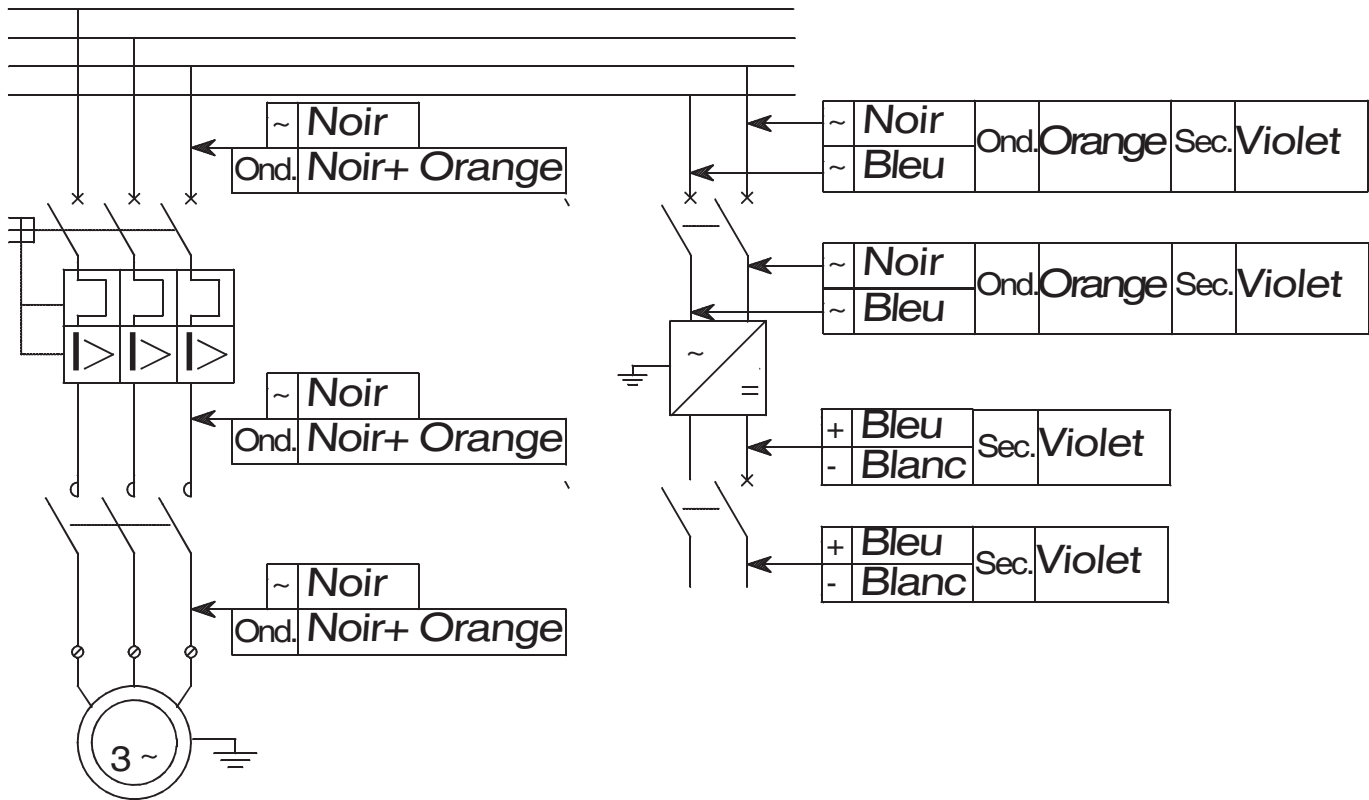 ~ Noir
Ond. Noir+ Orange
~ Noir
Ond. Noir+ Orange
~ Noir
Ond. Noir+ Orange
3 ~
~ Noir
~ Bleu
Ond. Orange Sec. Violet
~ Noir
~ Bleu
Ond. Orange Sec. Violet
~
=
+ Bleu
- Blanc
Sec. Violet
+ Bleu
- Blanc
Sec. Violet
I> I> I>